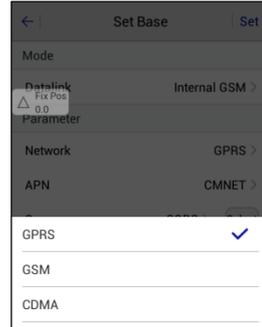 Set Base Set
Mode
Datalink Internal GSM
Fix Pos
0.0
Parameter
Network GPRS
APN CMNET
GPRS
GSM
CDMA